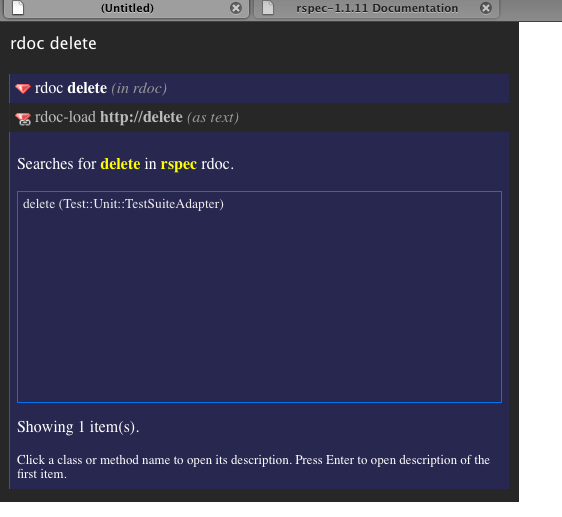 (Untitled)
rspec-1.1.11 Documentation
rdoc delete
rdoc delete (in rdoc)
rdoc-load http://delete (as text)
Searches for delete in rspec rdoc.
delete (Test::Unit::TestSuiteAdapter)
Showing 1 item(s).
Click a class or method name to open its description. Press Enter to open description of the
first item.